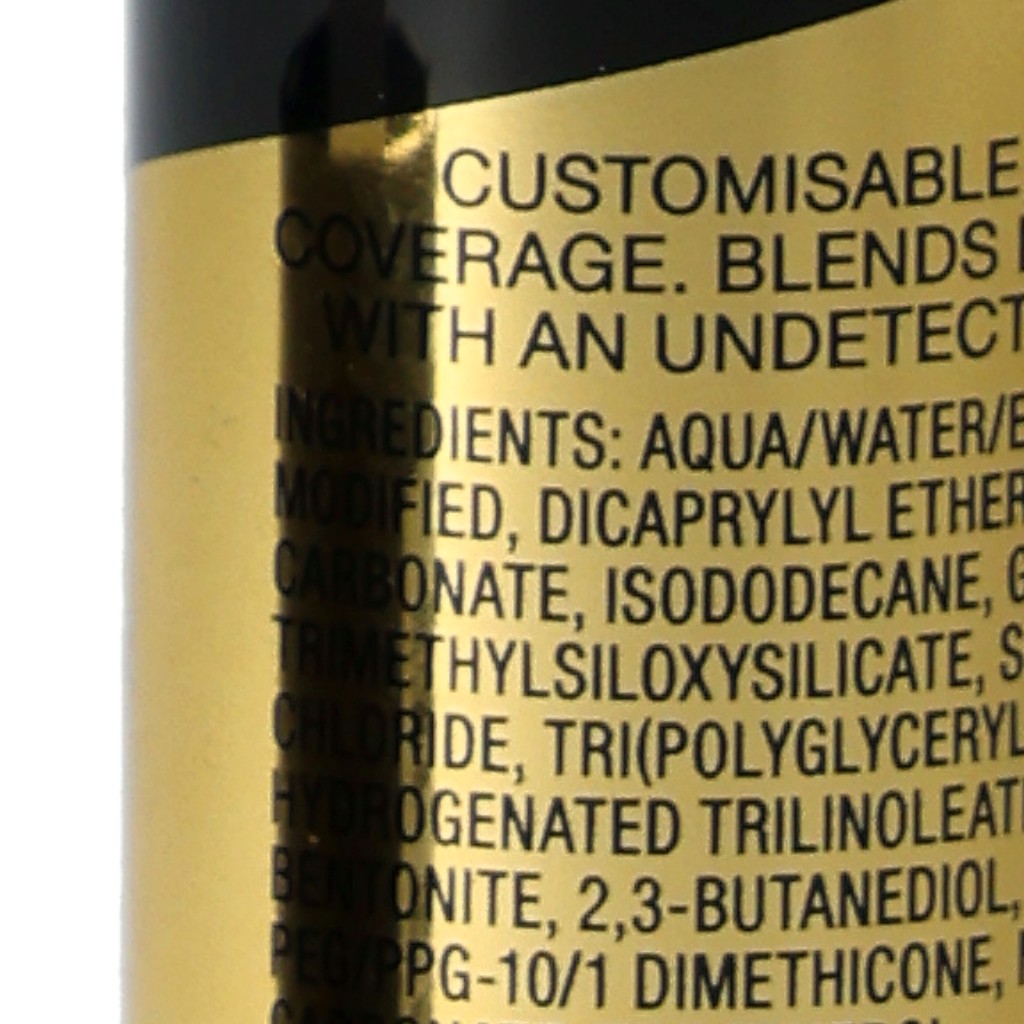 CUSTOMISABLE
COVERAGE. BLENDS
WITH AN UNDETECT
INGREDIENTS: AQUA/WATER/E
MODIFIED, DICAPRYLYL ETHER
CARBONATE, ISODODECANE, G
TRIMETHYLSILOXYSILICATE, S
CHLORIDE, TRI(POLYGLYCERYL
HYDROGENATED TRILINOLEAT
BENTONITE, 2,3-BUTANEDIOL,
PEG/PPG-10/1 DIMETHICONE,